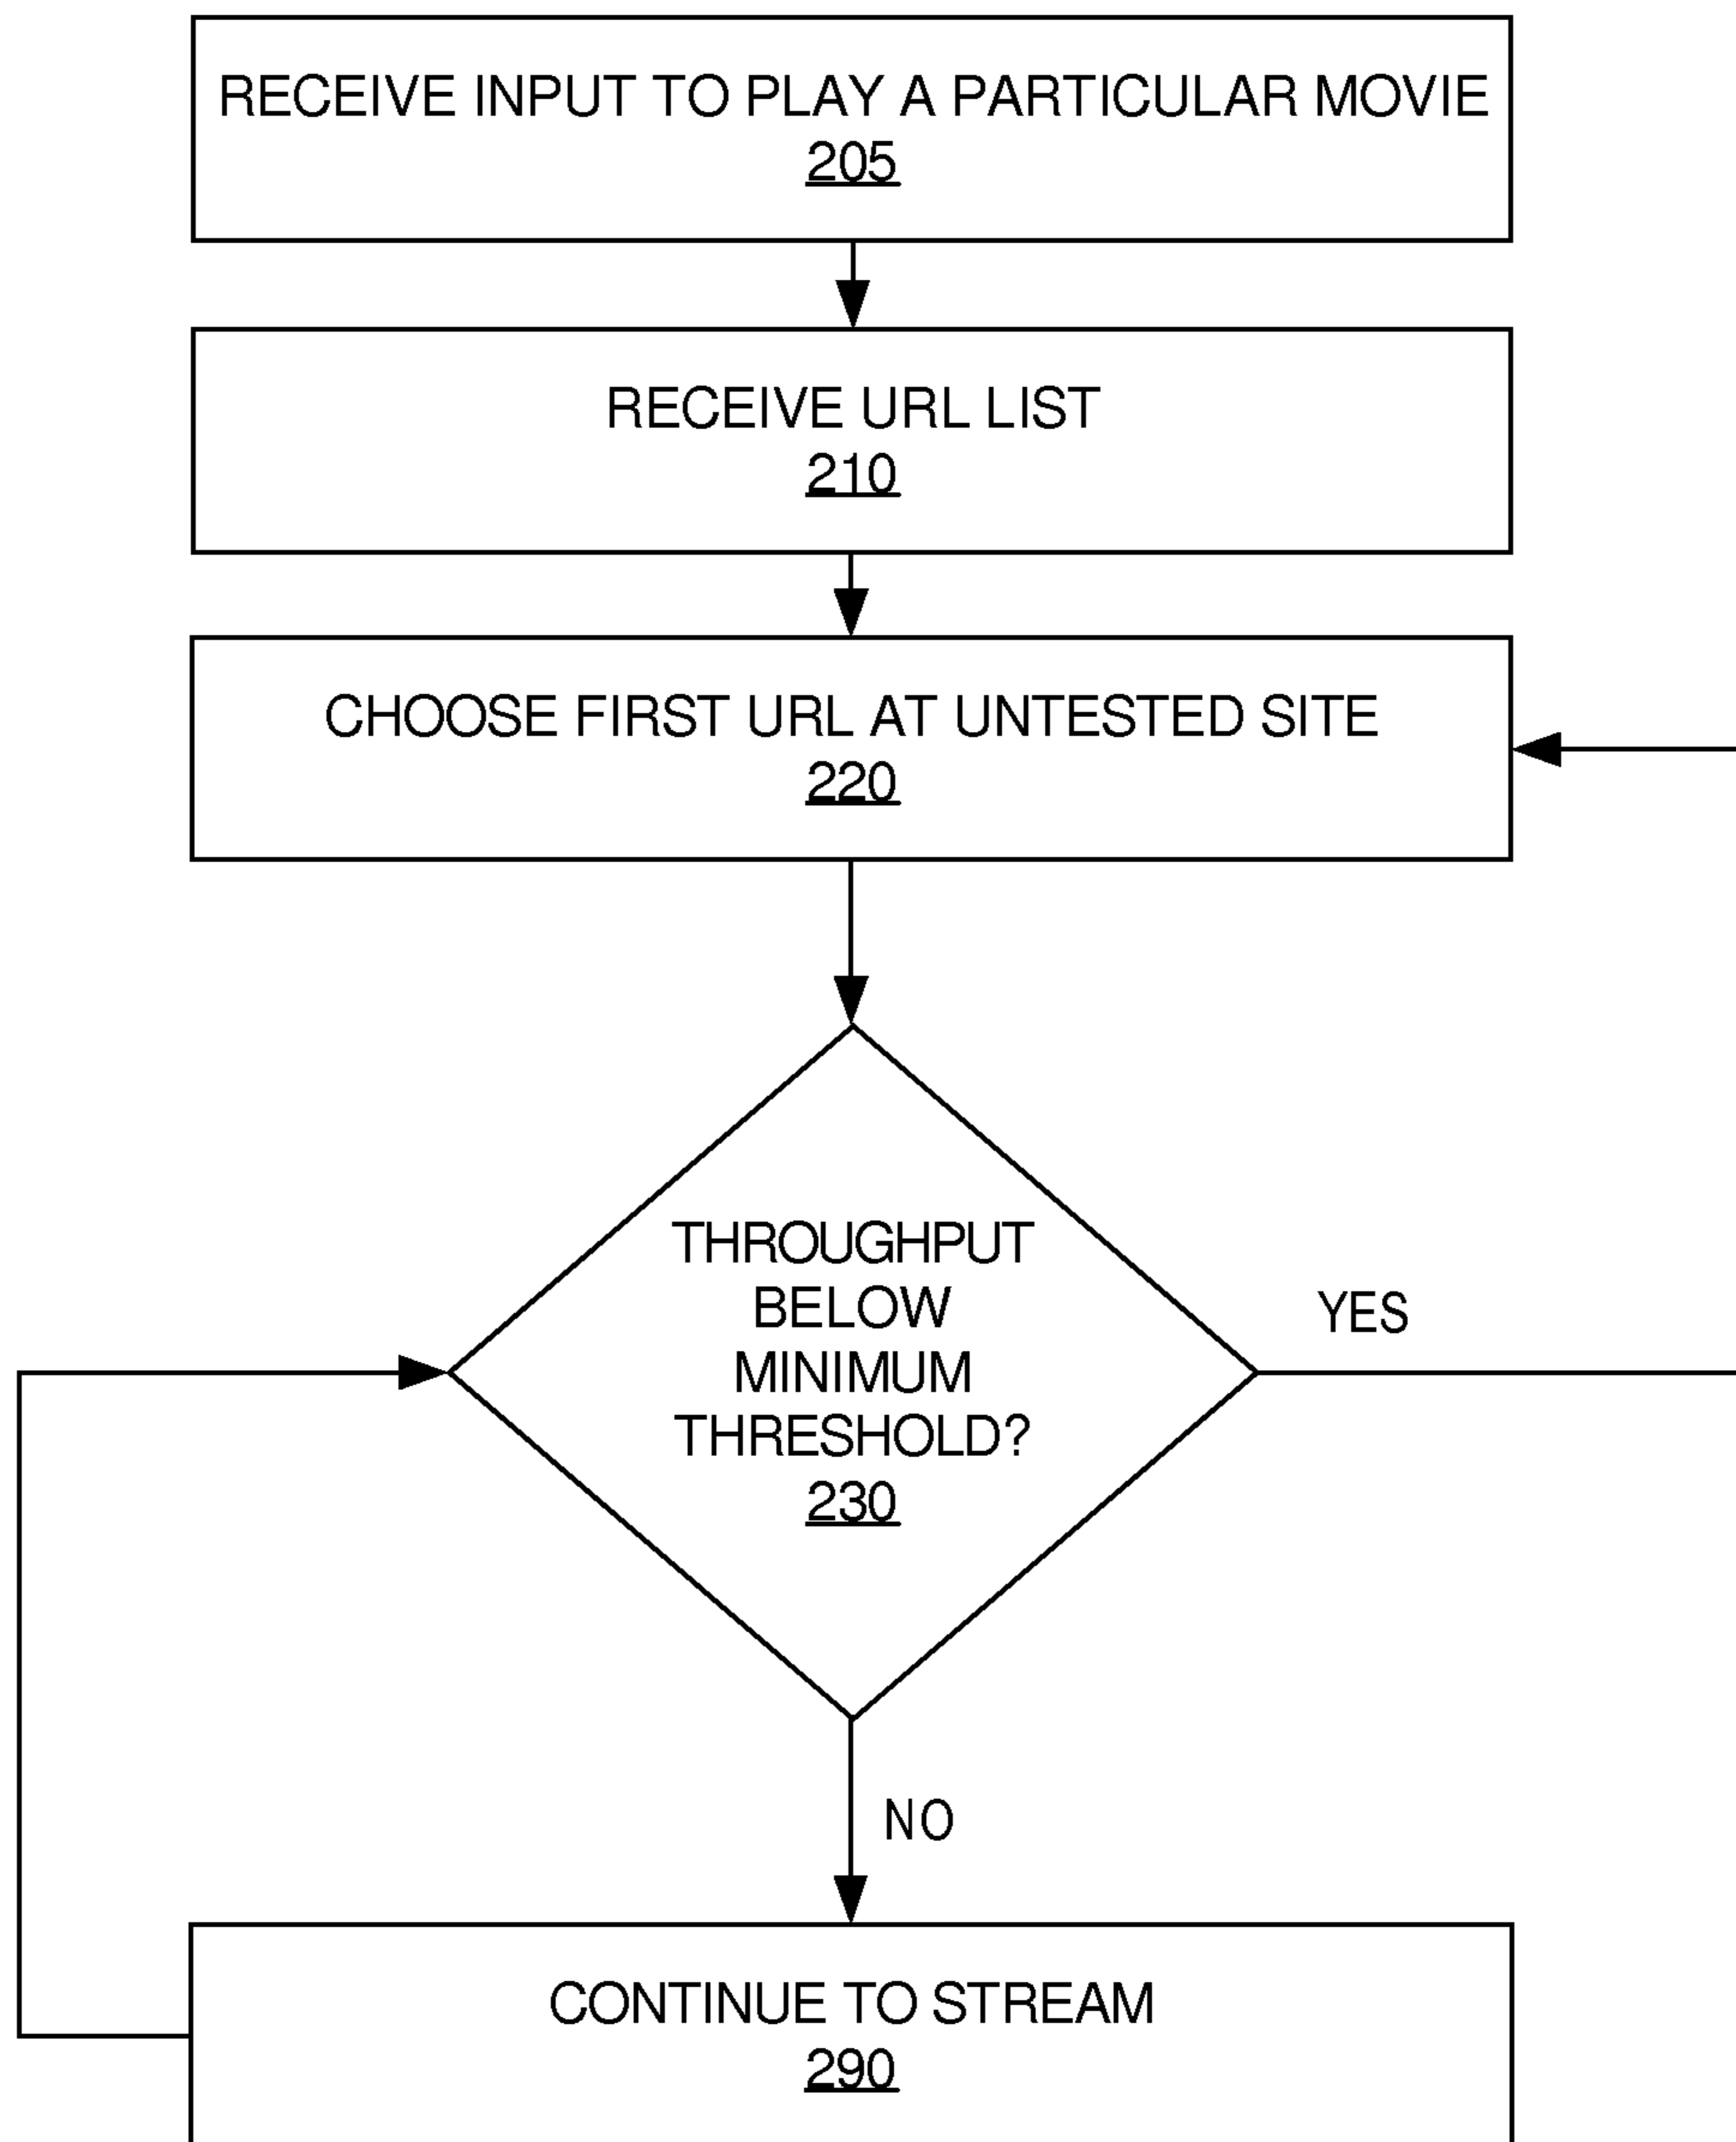 RECEIVE INPUT TO PLAY A PARTICULAR MOVIE
205
RECEIVE URL LIST
210
CHOOSE FIRST URL AT UNTESTED SITE
220
THROUGHPUT
BELOW
MINIMUM
THRESHOLD?
230
YES
NO
CONTINUE TO STREAM
290